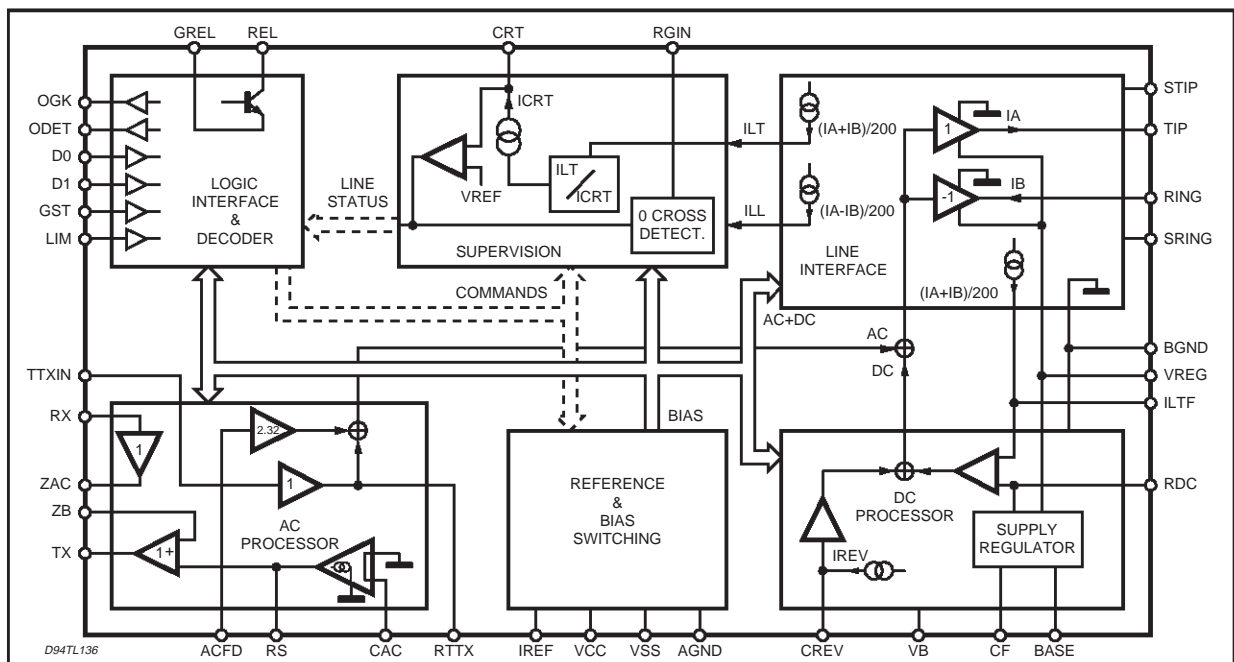 GREL
REL
CRT
RGIN
OGK
ODET
D0
D1
GST
LIM
LOGIC
INTERFACE
&
DECODER
LINE
STATUS
ICRT
VREF
ILT
ICRT
0 CROSS
DETECT.
SUPERVISION
COMMANDS
ILT
ILL
(IA+IB)/200
(IA-IB)/200
LINE
INTERFACE
1
-1
IA
IB
(IA+IB)/200
STIP
TIP
RING
SRING
AC+DC
AC
DC
BGND
VREG
ILTF
RDC
TTXIN
RX
ZAC
ZB
TX
1
2.32
1
1+
AC
PROCESSOR
BIAS
REFERENCE
&
BIAS
SWITCHING
DC
PROCESSOR
IREV
SUPPLY
REGULATOR
D94TL136
ACFD
RS
CAC
RTTX
IREF
VCC
VSS
AGND
CREV
VB
CF
BASE